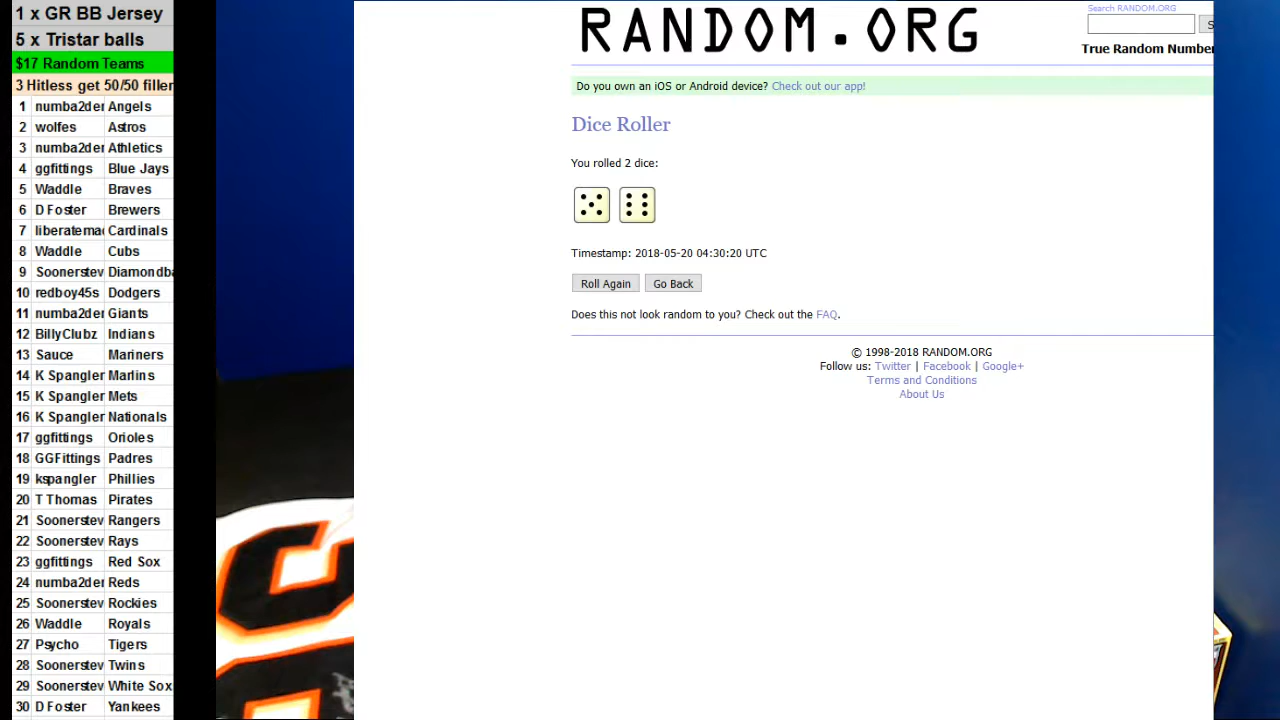 1 x GR BB Jersey
5 x Tristar balls
$17 Random Teams
3 Hitless get 50/50 filler
1 numba2der Angels
2 wolfes Astros
3 numba2der Athletics
4 ggfittings Blue Jays
5 Waddle Braves
6 D Foster Brewers
7 liberatemac Cardinals
8 Waddle Cubs
9 Soonerstev Diamondba
10 redboy45s Dodgers
11 numba2der Giants
12 BillyClubz Indians
13 Sauce Mariners
14 K Spangler Marlins
15 K Spangler Mets
16 K Spangler Nationals
17 ggfittings Orioles
18 GGFittings Padres
19 kspangler Phillies
20 T Thomas Pirates
21 Soonerstev Rangers
22 Soonerstev Rays
23 ggfittings Red Sox
24 numba2der Reds
25 Soonerstev Rockies
26 Waddle Royals
27 Psycho Tigers
28 Soonerstev Twins
29 Soonerstev White Sox
30 D Foster Yankees
RANDOM.ORG
Search RANDOM.ORG
S
True Random Number
Do you own an iOS or Android device? Check out our app!
Dice Roller
You rolled 2 dice:
Timestamp: 2018-05-20 04:30:20 UTC
Roll Again Go Back
Does this not look random to you? Check out the FAQ.
© 1998-2018 RANDOM.ORG
Follow us: Twitter | Facebook | Google+
Terms and Conditions
About Us